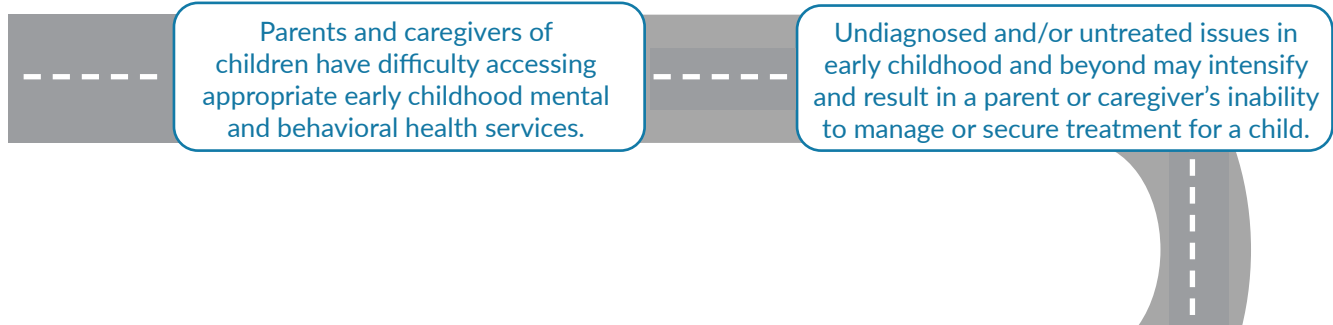 Parents and caregivers of
children have difficulty accessing
appropriate early childhood mental
and behavioral health services.
Undiagnosed and/or untreated issues in
early childhood and beyond may intensify
and result in a parent or caregiver's inability
to manage or secure treatment for a child.